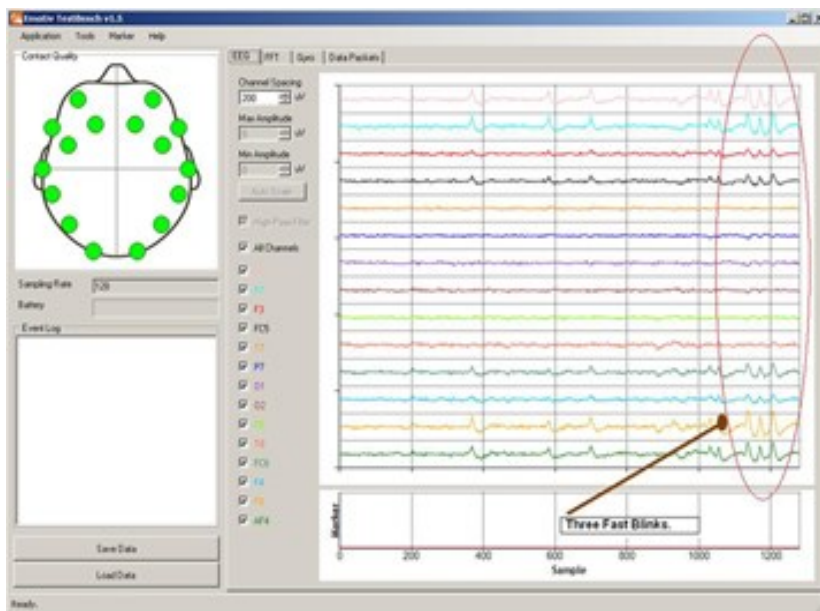 Emotiv TestBench v1.5
Application Tools Marker Help
Contact Quality
EEG FFT Gyro Data Packets
Channel Spacing
200 uV
Max Amplitude
uV
Min Amplitude
uV
Auto Scale
High-Pass Filter
All Channels
F7
F3
FC5
T7
P7
O1
O2
P8
T8
FC6
F4
F8
AF4
Sampling Rate 128
Battery
Event Log
Save Data
Load Data
Three Fast Blinks.
Marker
0 200 400 600 800 1000 1200
Sample
Ready.